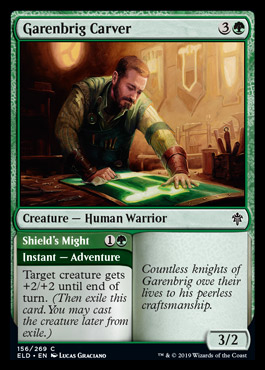 Garenbrig Carver 3
Creature — Human Warrior
Shield's Might 1
Instant — Adventure
Target creature gets
+2/+2 until end of
turn. (Then exile this
card. You may cast
the creature later from
exile.)
Countless knights of
Garenbrig owe their
lives to his peerless
craftsmanship.
3/2
156/269 C
ELD • EN Lucas Graciano
™ & © 2019 Wizards of the Coast